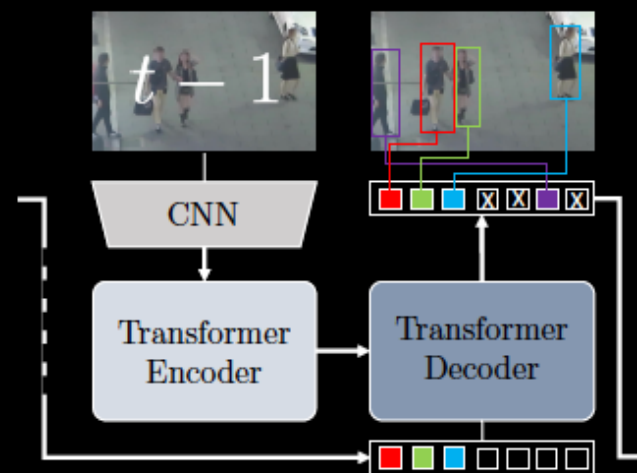 t − 1
CNN
Transformer
Encoder
Transformer
Decoder
X X X